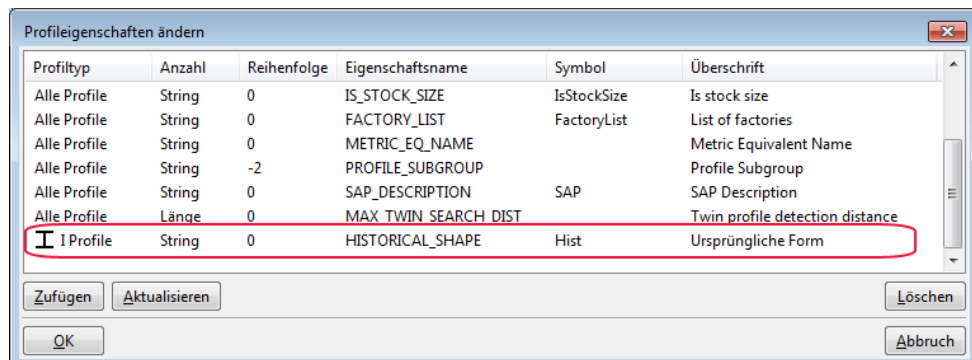 Profileigenschaften ändern
Profiltyp Anzahl Reihenfolge Eigenschaftsname Symbol Überschrift
Alle Profile String 0 IS_STOCK_SIZE IsStockSize Is stock size
Alle Profile String 0 FACTORY_LIST FactoryList List of factories
Alle Profile String 0 METRIC_EQ_NAME Metric Equivalent Name
Alle Profile String -2 PROFILE_SUBGROUP Profile Subgroup
Alle Profile String 0 SAP_DESCRIPTION SAP SAP Description
Alle Profile Länge 0 MAX_TWIN_SEARCH_DIST Twin profile detection distance
I Profile String 0 HISTORICAL_SHAPE Hist Ursprüngliche Form
Zufügen Aktualisieren Löschen
OK Abbruch